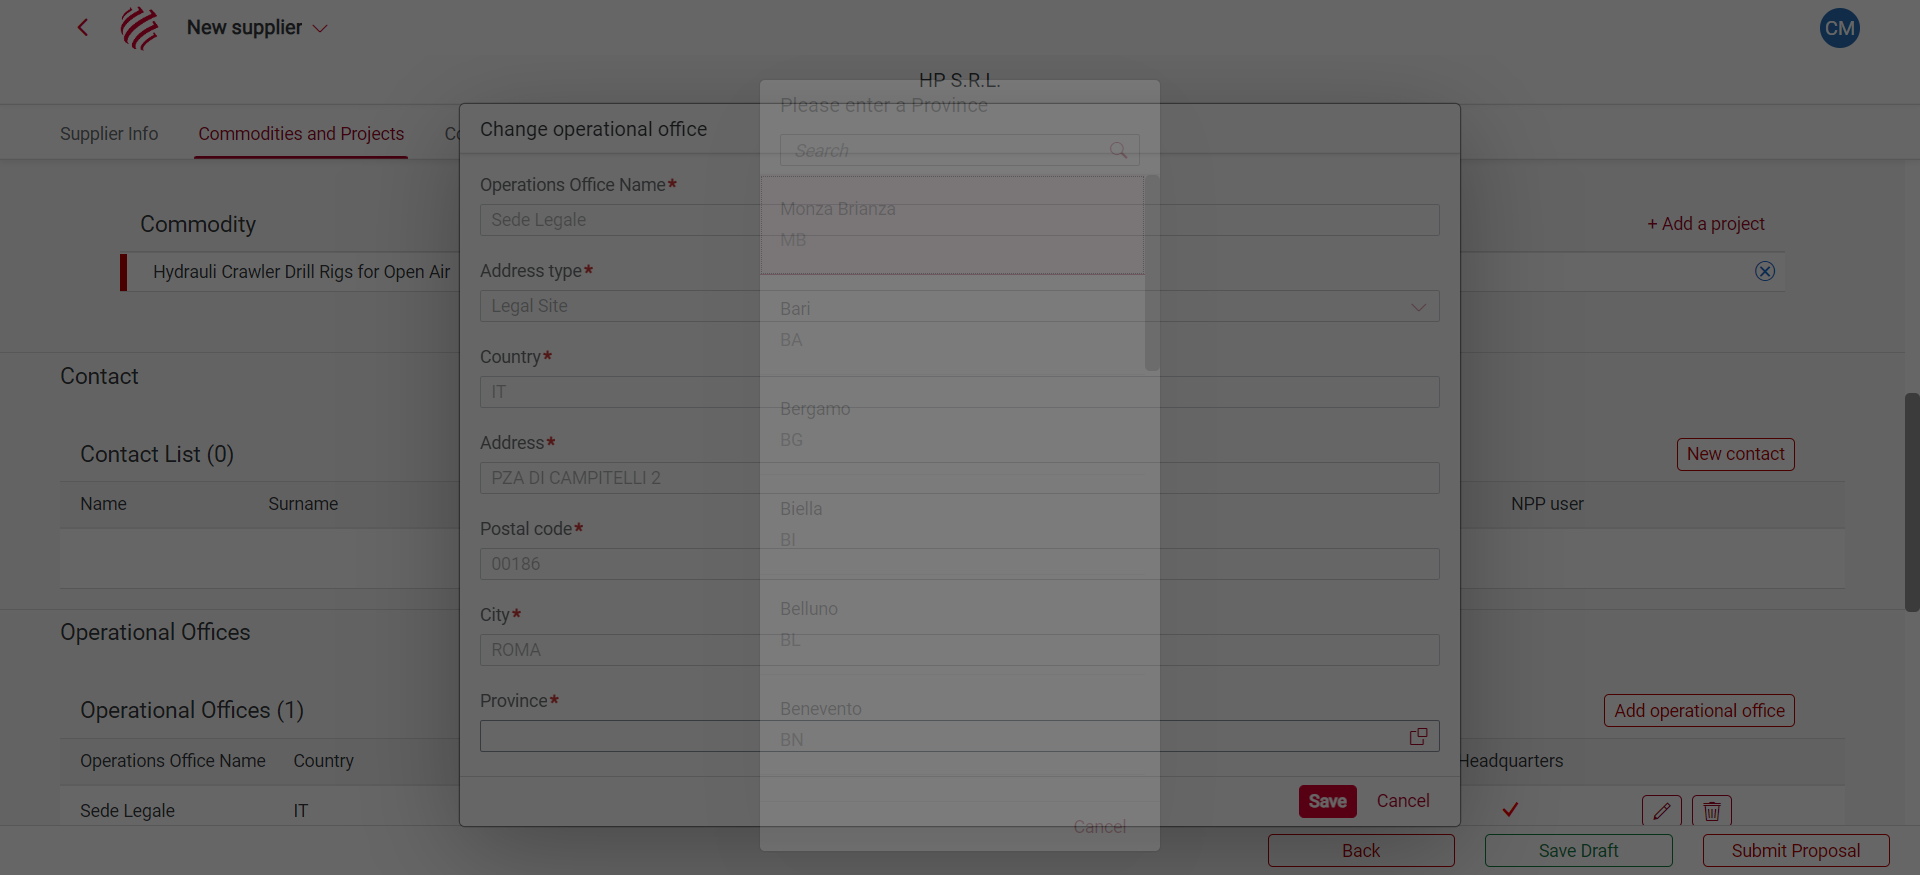 New supplier
CM
HP S.R.L.
Supplier Info
Commodities and Projects
Co
Commodity
+ Add a project
Hydrauli Crawler Drill Rigs for Open Air
Contact
Contact List (0)
New contact
Name
Surname
NPP user
Operational Offices
Operational Offices (1)
Add operational office
Operations Office Name
Country
Headquarters
Sede Legale
IT
Change operational office
Operations Office Name*
Sede Legale
Address type*
Legal Site
Country*
IT
Address*
PZA DI CAMPITELLI 2
Postal code*
00186
City*
ROMA
Province*
Save
Cancel
Please enter a Province
Search
Monza Brianza
MB
Bari
BA
Bergamo
BG
Biella
BI
Belluno
BL
Benevento
BN
Cancel
Back
Save Draft
Submit Proposal